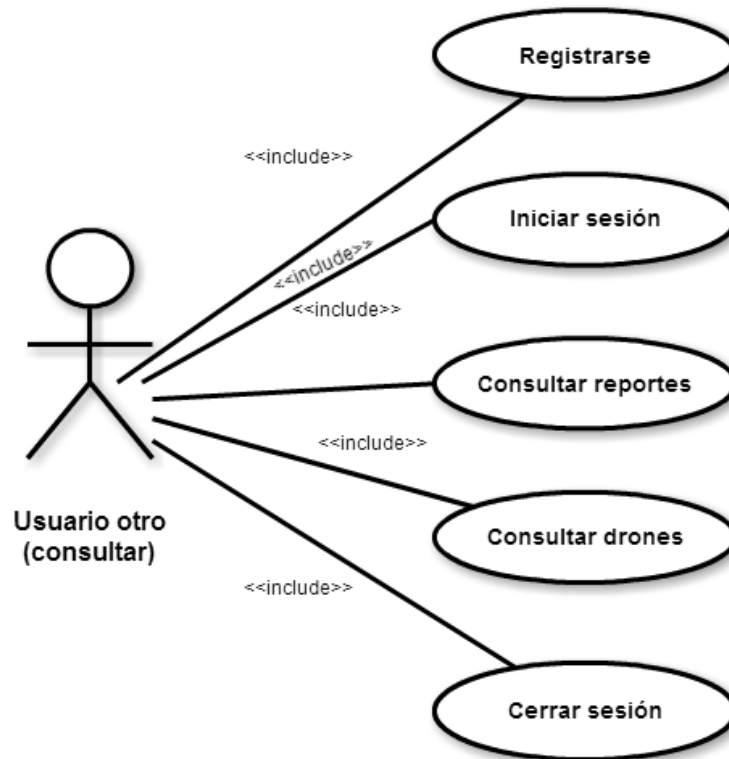 Registrarse
<<include>>
Iniciar sesión
<<include>>
<<include>>
Consultar reportes
<<include>>
Usuario otro
(consultar)
Consultar drones
<<include>>
Cerrar sesión